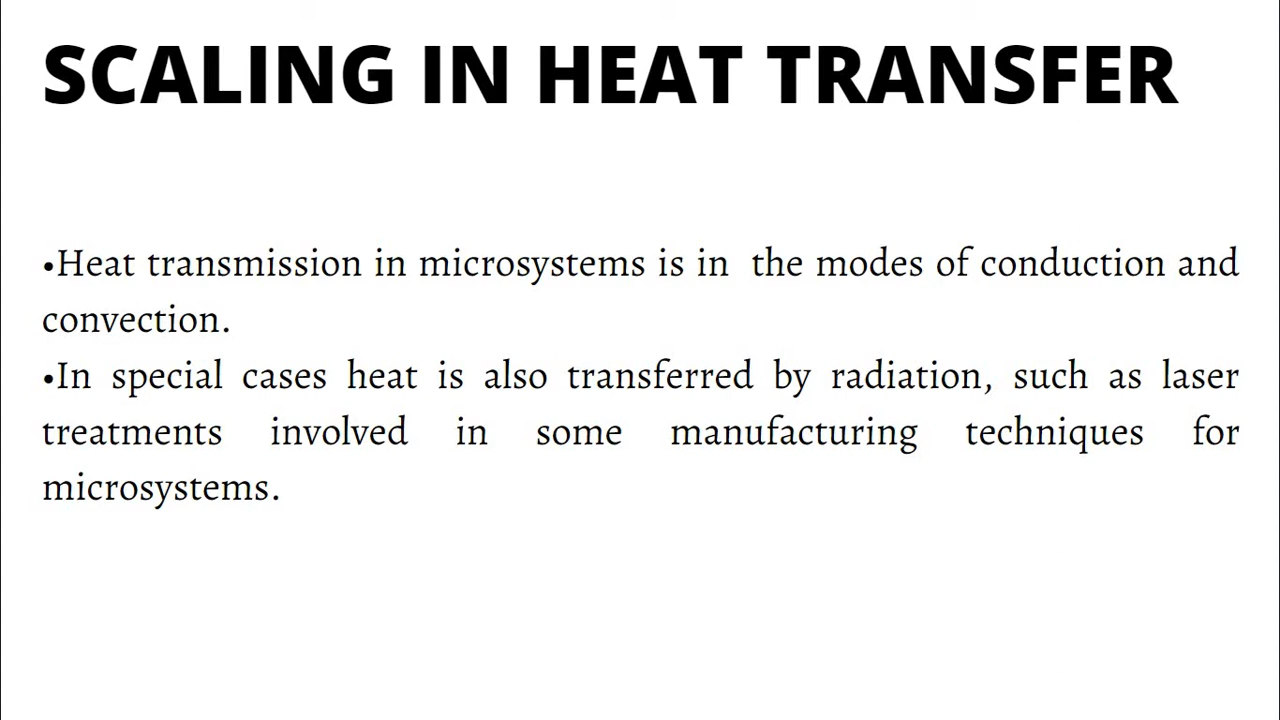 SCALING IN HEAT TRANSFER
•Heat transmission in microsystems is in the modes of conduction and
convection.
•In special cases heat is also transferred by radiation, such as laser
treatments involved in some manufacturing techniques for
microsystems.